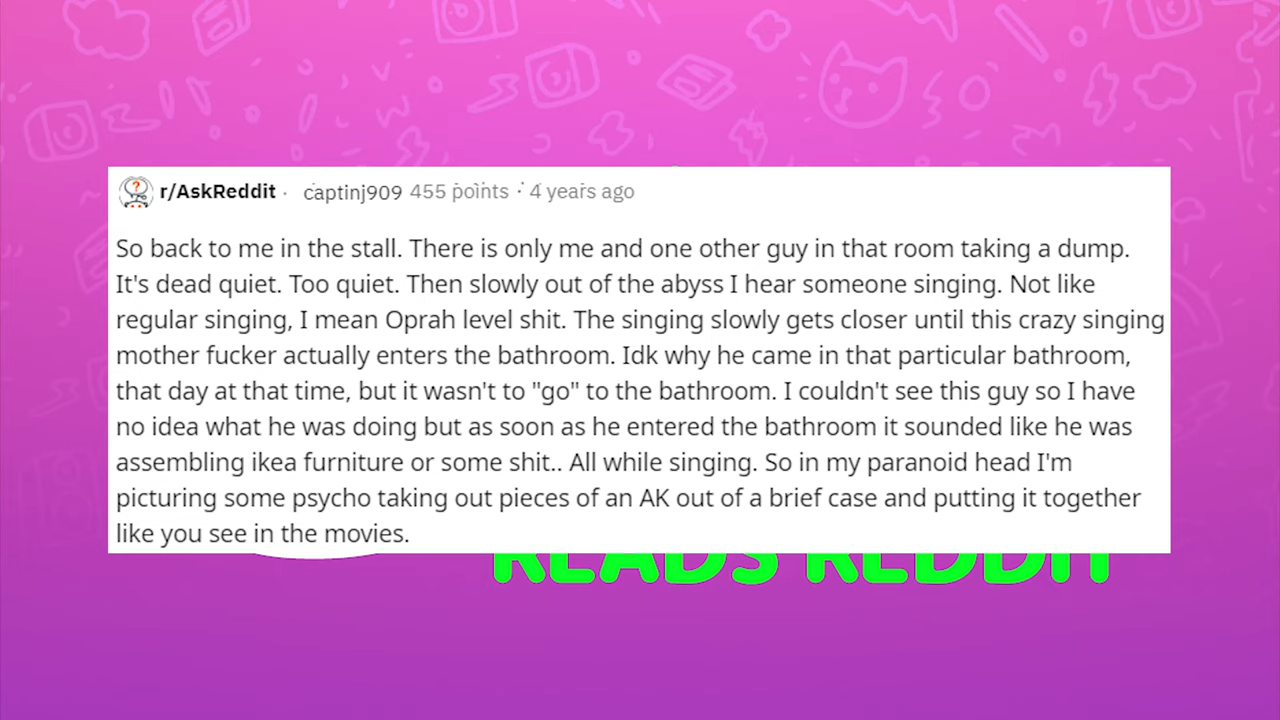 r/AskReddit · captinj909 455 points · 4 years ago
So back to me in the stall. There is only me and one other guy in that room taking a dump.
It's dead quiet. Too quiet. Then slowly out of the abyss I hear someone singing. Not like
regular singing, I mean Oprah level shit. The singing slowly gets closer until this crazy singing
mother fucker actually enters the bathroom. Idk why he came in that particular bathroom,
that day at that time, but it wasn't to "go" to the bathroom. I couldn't see this guy so I have
no idea what he was doing but as soon as he entered the bathroom it sounded like he was
assembling ikea furniture or some shit.. All while singing. So in my paranoid head I'm
picturing some psycho taking out pieces of an AK out of a brief case and putting it together
like you see in the movies.
READS REDDIT